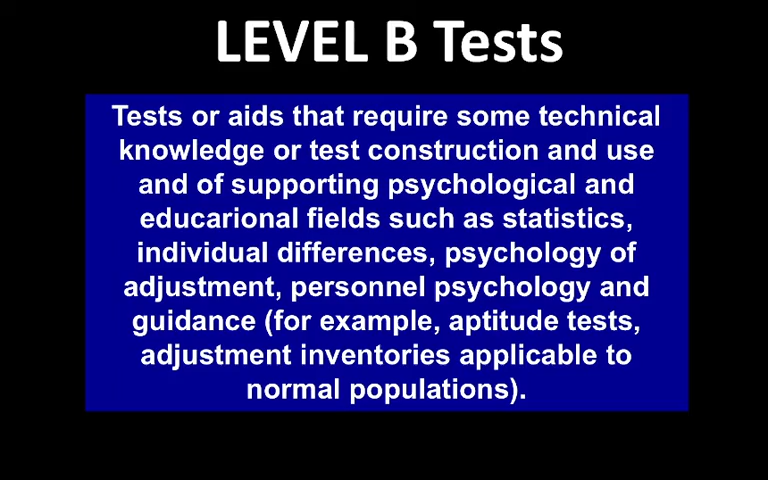 LEVEL B Tests
Tests or aids that require some technical
knowledge or test construction and use
and of supporting psychological and
educarional fields such as statistics,
individual differences, psychology of
adjustment, personnel psychology and
guidance (for example, aptitude tests,
adjustment inventories applicable to
normal populations).